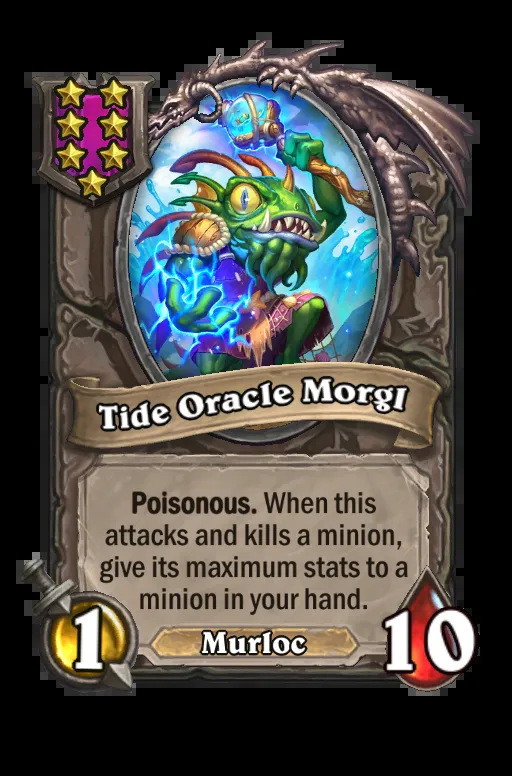 Tide Oracle Morgl
Poisonous. When this
attacks and kills a minion,
give its maximum stats to a
minion in your hand.
1
Murloc
10